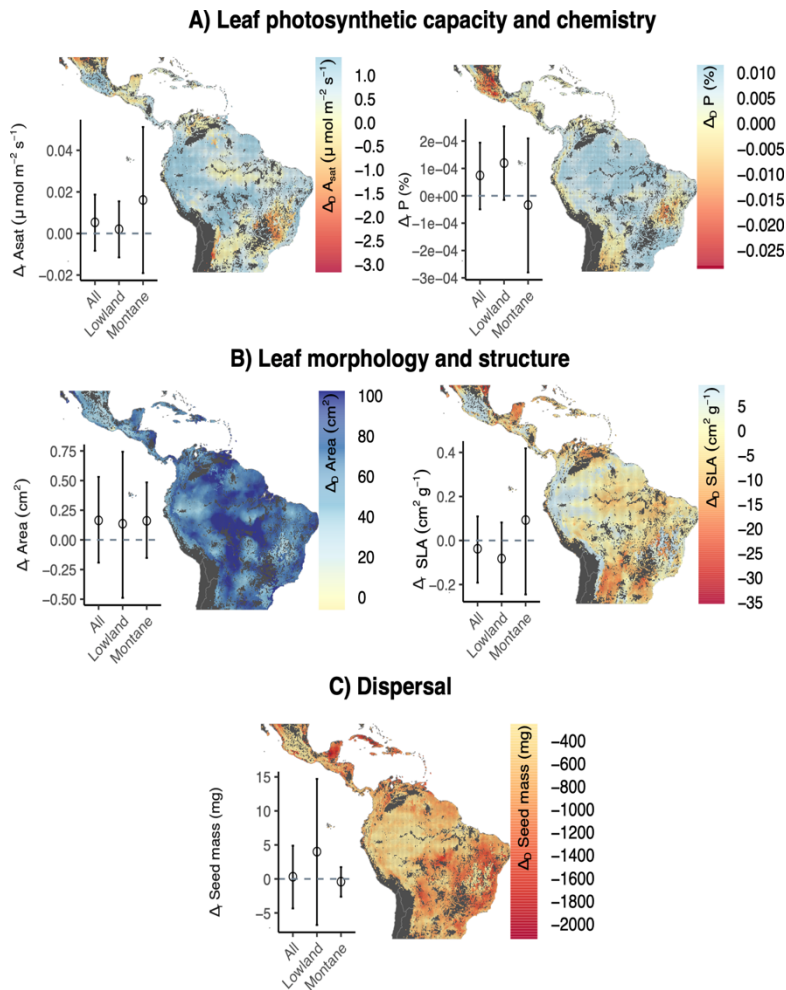 A) Leaf photosynthetic capacity and chemistry
Δr Asat (μ mol m−2 s−1)
0.04
0.02
0.00
−0.02
All
Lowland
Montane
ΔD Asat (μ mol m−2 s−1)
1.0
0.5
0.0
−0.5
−1.0
−1.5
−2.0
−2.5
−3.0
Δr P (%)
2e−04
1e−04
0e+00
−1e−04
−3e−04
All
Lowland
Montane
ΔD P (%)
0.010
0.005
0.000
−0.005
−0.010
−0.015
−0.020
−0.025
B) Leaf morphology and structure
Δr Area (cm2)
0.75
0.50
0.25
0.00
−0.25
−0.50
All
Lowland
Montane
ΔD Area (cm2)
100
80
60
40
20
0
Δr SLA (cm2 g−1)
0.4
0.2
0.0
−0.2
All
Lowland
Montane
ΔD SLA (cm2 g−1)
5
0
−5
−10
−15
−20
−25
−30
−35
C) Dispersal
Δr Seed mass (mg)
15
10
5
0
−5
All
Lowland
Montane
ΔD Seed mass (mg)
−400
−600
−800
−1000
−1200
−1400
−1600
−1800
−2000